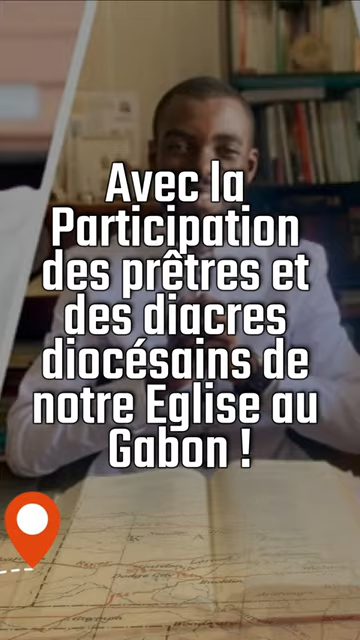 Avec la
Participation
des prêtres et
des diacres
diocésains de
notre Eglise au
Gabon !